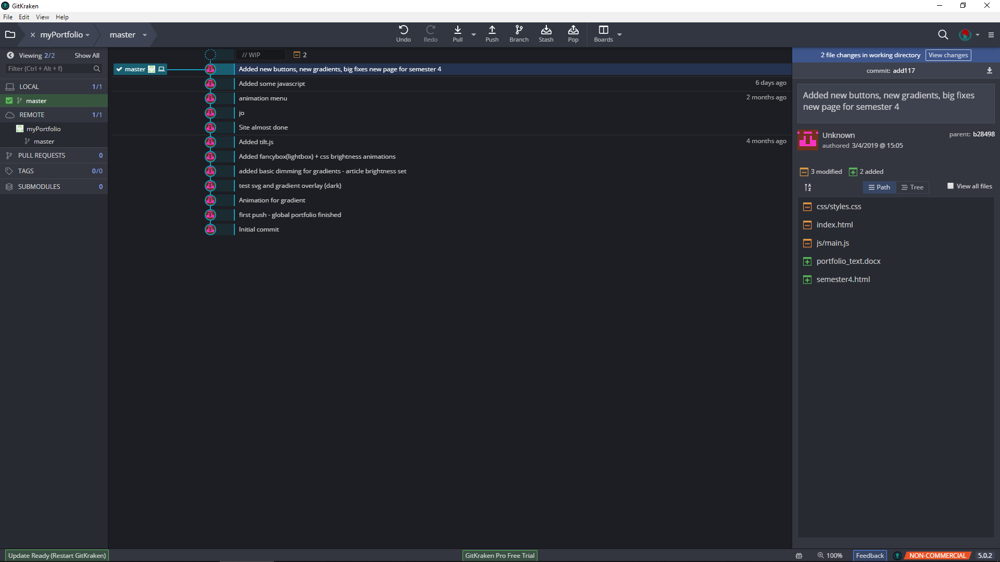 GitKraken
File Edit View Help
myPortfolio master Undo Redo Pull Push Branch Stash Pop Boards
Viewing 2/2 Show All
Filter (Ctrl + Alt + f)
LOCAL 1/1
master
REMOTE 1/1
myPortfolio
master
PULL REQUESTS 0
TAGS 0/0
SUBMODULES 0
// WIP 2
master Added new buttons, new gradients, big fixes new page for semester 4
Added some javascript 6 days ago
animation menu 2 months ago
jo
Site almost done
Added tilt.js 4 months ago
Added fancybox(lightbox) + css brightness animations
added basic dimming for gradients - article brightness set
test svg and gradient overlay (dark)
Animation for gradient
first push - global portfolio finished
Initial commit
2 file changes in working directory View changes
commit: add117
Added new buttons, new gradients, big fixes
new page for semester 4
Unknown parent: b28498
authored 3/4/2019 @ 15:05
3 modified 2 added
Path Tree View all files
css/styles.css
index.html
js/main.js
portfolio_text.docx
semester4.html
Update Ready (Restart GitKraken) GitKraken Pro Free Trial 100% Feedback NON-COMMERCIAL 5.0.2